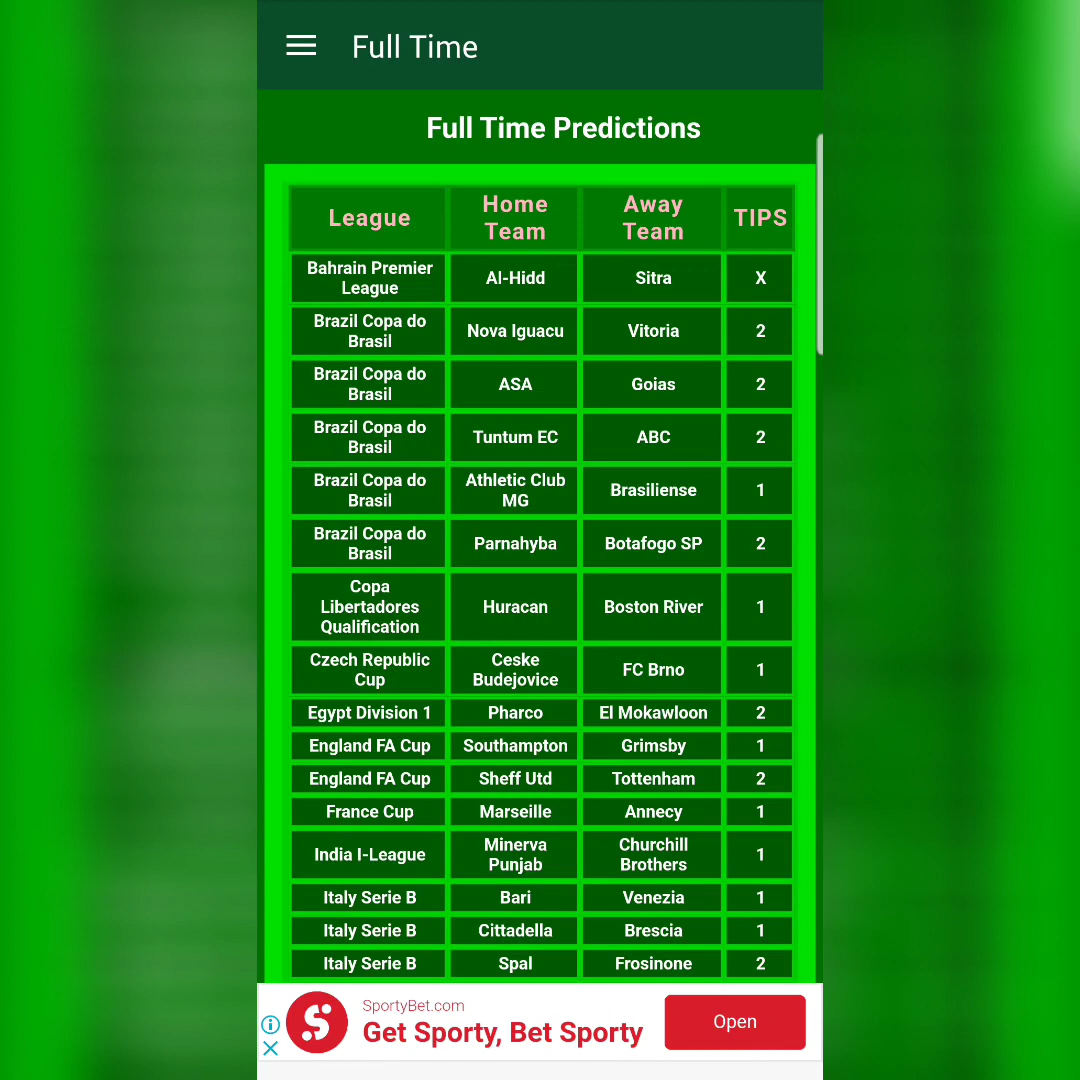 Full Time
Full Time Predictions
League Home Team Away Team TIPS
Bahrain Premier League Al-Hidd Sitra X
Brazil Copa do Brasil Nova Iguacu Vitoria 2
Brazil Copa do Brasil ASA Goias 2
Brazil Copa do Brasil Tuntum EC ABC 2
Brazil Copa do Brasil Athletic Club MG Brasiliense 1
Brazil Copa do Brasil Parnahyba Botafogo SP 2
Copa Libertadores Qualification Huracan Boston River 1
Czech Republic Cup Ceske Budejovice FC Brno 1
Egypt Division 1 Pharco El Mokawloon 2
England FA Cup Southampton Grimsby 1
England FA Cup Sheff Utd Tottenham 2
France Cup Marseille Annecy 1
India I-League Minerva Punjab Churchill Brothers 1
Italy Serie B Bari Venezia 1
Italy Serie B Cittadella Brescia 1
Italy Serie B Spal Frosinone 2
SportyBet.com
Get Sporty, Bet Sporty
Open